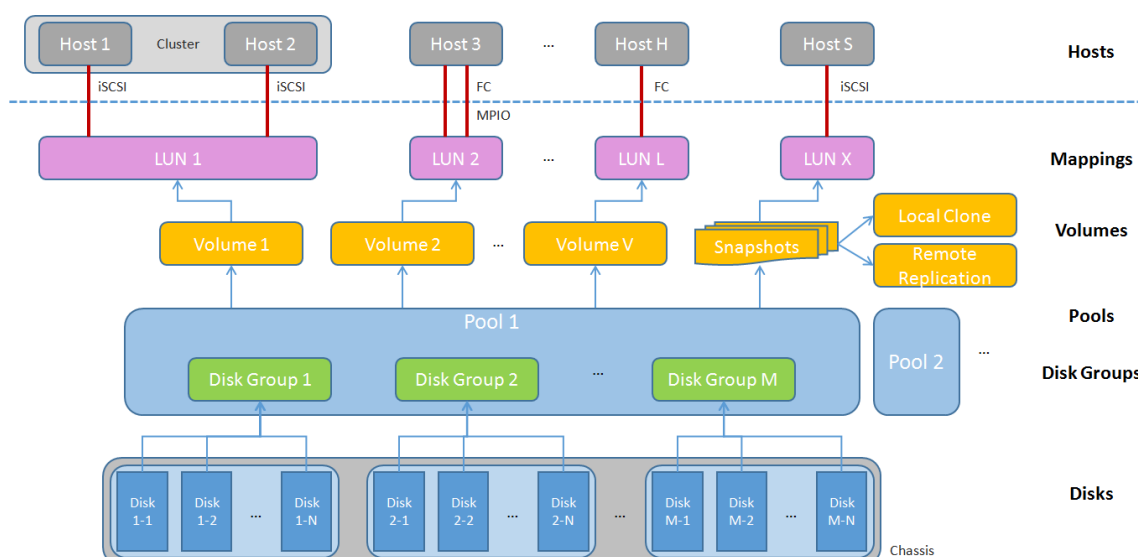 Host 1
Cluster
Host 2
Host 3
...
Host H
Host S
Hosts
iSCSI
iSCSI
FC
FC
iSCSI
MPIO
LUN 1
LUN 2
...
LUN L
LUN X
Mappings
Volume 1
Volume 2
...
Volume V
Snapshots
Local Clone
Remote
Replication
Volumes
Pool 1
Pools
Disk Group 1
Disk Group 2
...
Disk Group M
Pool 2
...
Disk Groups
Disk
1-1
Disk
1-2
...
Disk
1-N
Disk
2-1
Disk
2-2
...
Disk
2-N
...
Disk
M-1
Disk
M-2
...
Disk
M-N
Disks
Chassis